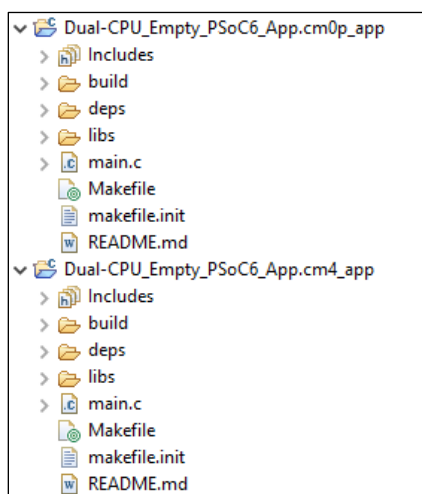 Dual-CPU_Empty_PSoC6_App.cm0p_app
Includes
build
deps
libs
main.c
Makefile
makefile.init
README.md
Dual-CPU_Empty_PSoC6_App.cm4_app
Includes
build
deps
libs
main.c
Makefile
makefile.init
README.md